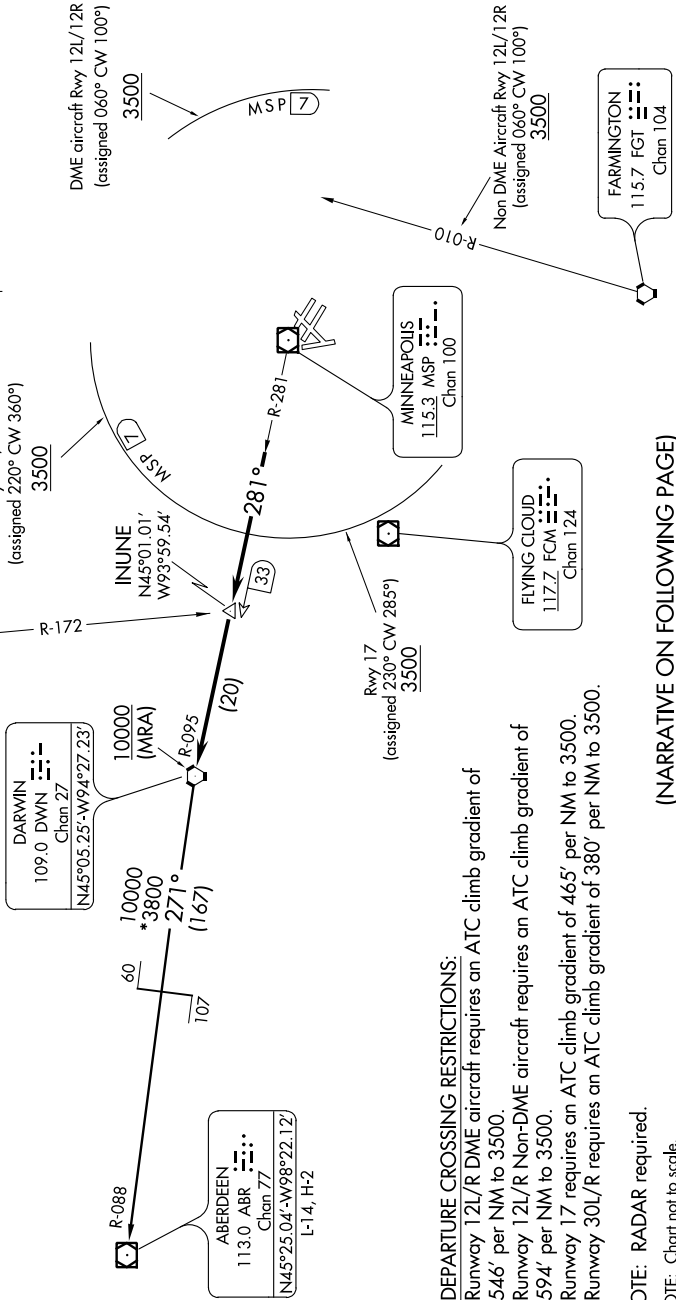 DME aircraft Rwy 12L/12R
(assigned 060° CW 100°)
3500
MSP 7
(assigned 220° CW 360°)
3500
MSP 7
Non DME Aircraft Rwy 12L/12R
(assigned 060° CW 100°)
3500
R-010
FARMINGTON
115.7 FGT
Chan 104
MINNEAPOLIS
115.3 MSP
Chan 100
R-281
281°
INUNE
N45°01.01'
W93°59.54'
33
R-172
FLYING CLOUD
117.7 FCM
Chan 124
Rwy 17
(assigned 230° CW 285°)
3500
(20)
R-095
10000
(MRA)
DARWIN
109.0 DWN
Chan 27
N45°05.25'-W94°27.23'
10000
*3800
271°
(167)
60
107
R-088
ABERDEEN
113.0 ABR
Chan 77
N45°25.04'-W98°22.12'
L-14, H-2
DEPARTURE CROSSING RESTRICTIONS:
Runway 12L/R DME aircraft requires an ATC climb gradient of
546' per NM to 3500.
Runway 12L/R Non-DME aircraft requires an ATC climb gradient of
594' per NM to 3500.
Runway 17 requires an ATC climb gradient of 465' per NM to 3500.
Runway 30L/R requires an ATC climb gradient of 380' per NM to 3500.
OTE: RADAR required.
OTE: Chart not to scale.
(NARRATIVE ON FOLLOWING PAGE)